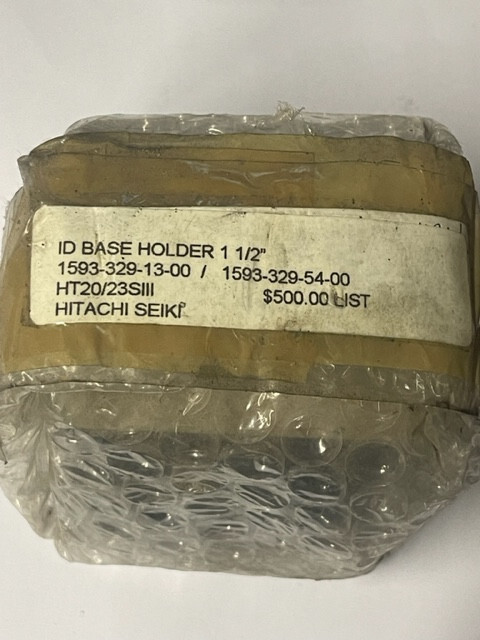 ID BASE HOLDER 1 1/2"
1593-329-13-00 / 1593-329-54-00
HT20/23SIII $500.00 LIST
HITACHI SEIKI